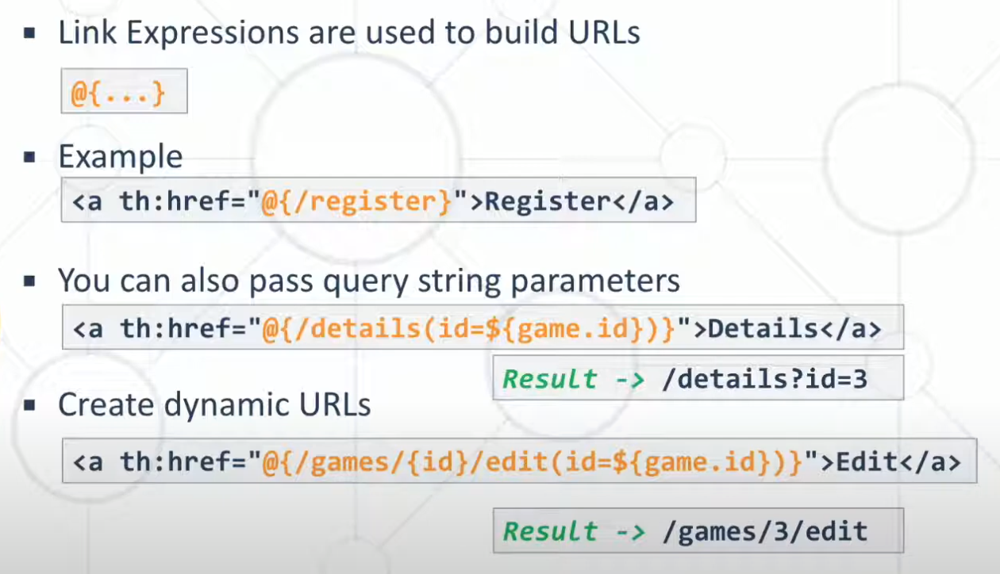 ▪ Link Expressions are used to build URLs
@{...}
▪ Example
<a th:href="@{/register}">Register</a>
▪ You can also pass query string parameters
<a th:href="@{/details(id=${game.id})}">Details</a>
Result -> /details?id=3
▪ Create dynamic URLs
<a th:href="@{/games/{id}/edit(id=${game.id})}">Edit</a>
Result -> /games/3/edit